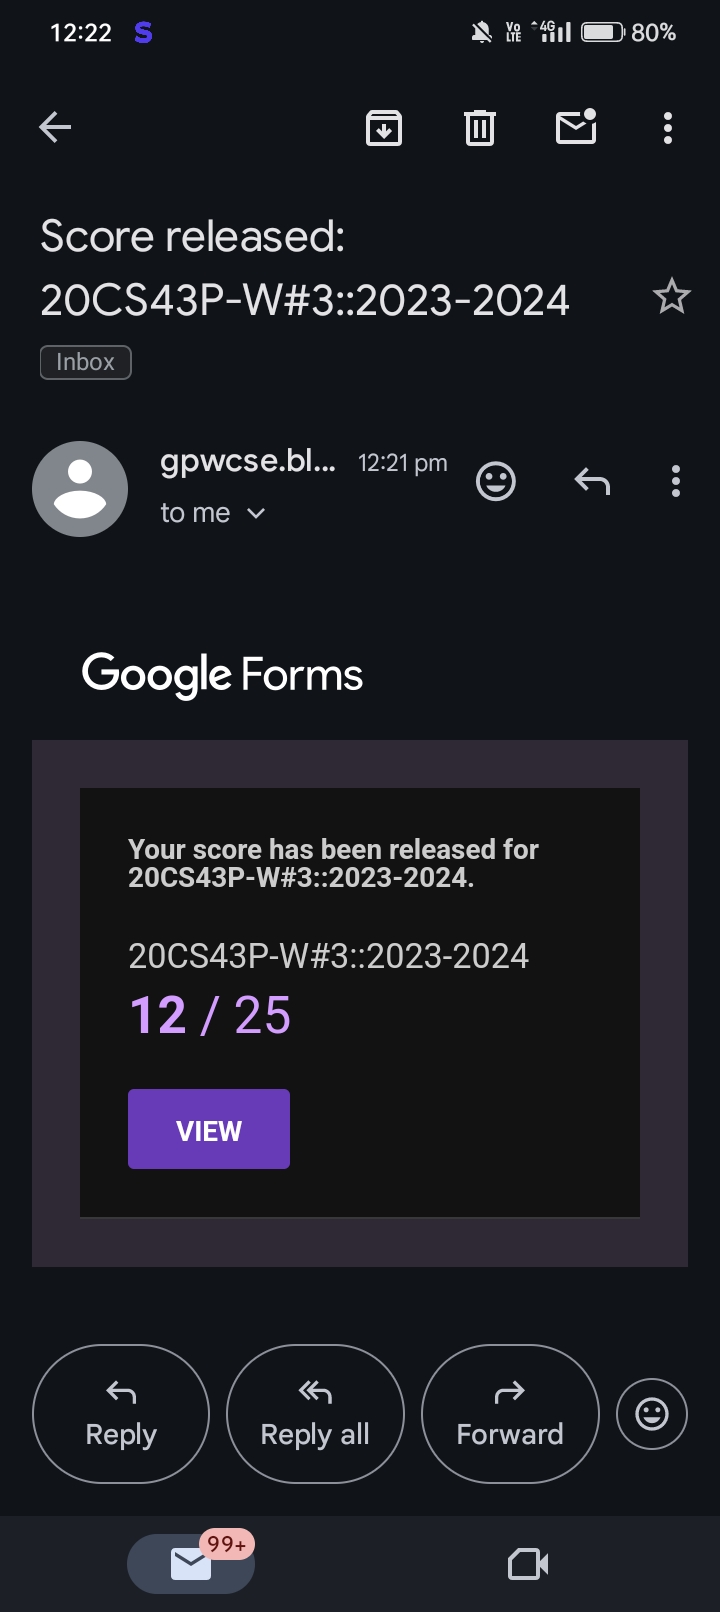 12:22 S Vo LTE 4G 80%
Score released:
20CS43P-W#3::2023-2024
Inbox
gpwcse.bl... 12:21 pm
to me
Google Forms
Your score has been released for
20CS43P-W#3::2023-2024.
20CS43P-W#3::2023-2024
12 / 25
VIEW
Reply Reply all Forward
99+